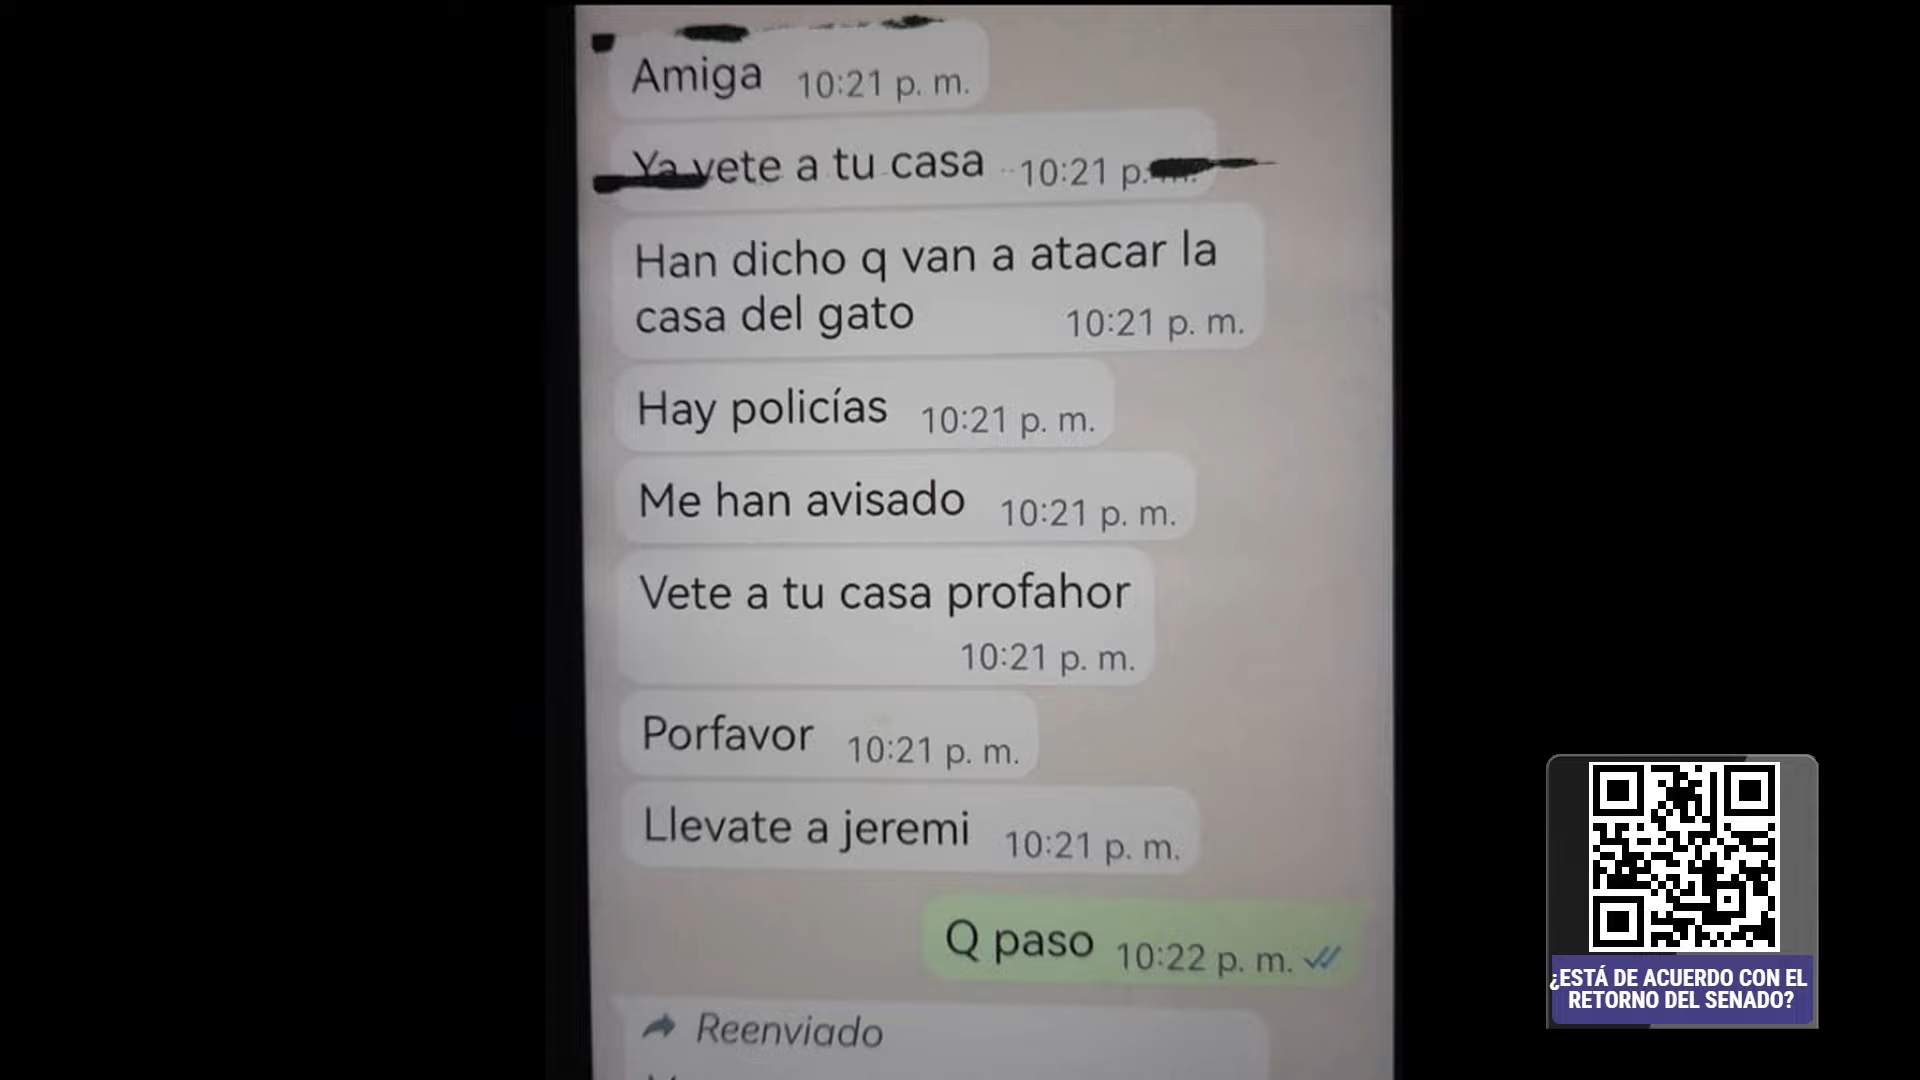 Amiga 10:21 p. m.
Ya vete a tu casa 10:21 p. m.
Han dicho q van a atacar la
casa del gato 10:21 p. m.
Hay policías 10:21 p. m.
Me han avisado 10:21 p. m.
Vete a tu casa profahor
10:21 p. m.
Porfavor 10:21 p. m.
Llevate a jeremi 10:21 p. m.
Q paso 10:22 p. m.
Reenviado
¿ESTÁ DE ACUERDO CON EL
RETORNO DEL SENADO?